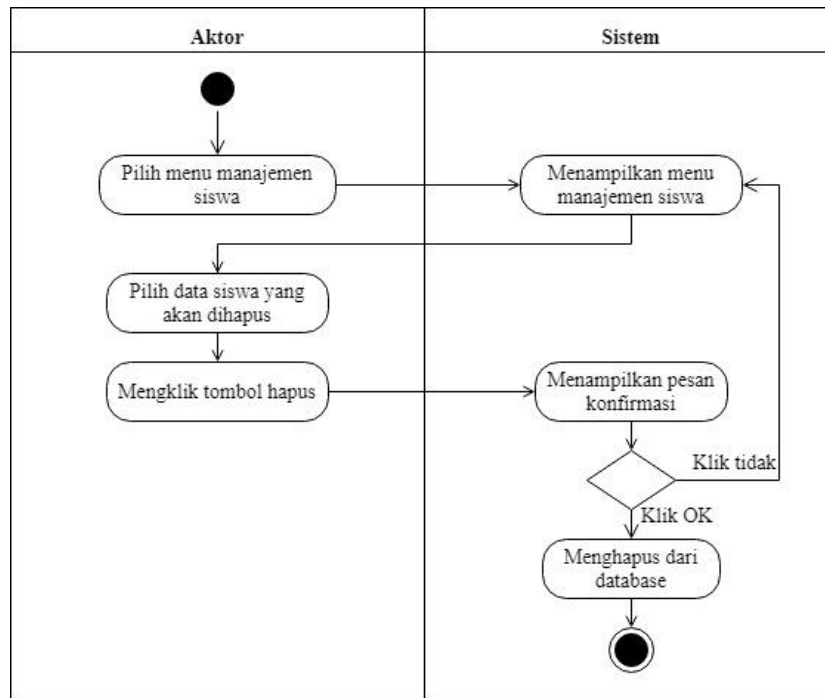 Aktor
Sistem
Pilih menu manajemen
siswa
Menampilkan menu
manajemen siswa
Pilih data siswa yang
akan dihapus
Mengklik tombol hapus
Menampilkan pesan
konfirmasi
Klik tidak
Klik OK
Menghapus dari
database